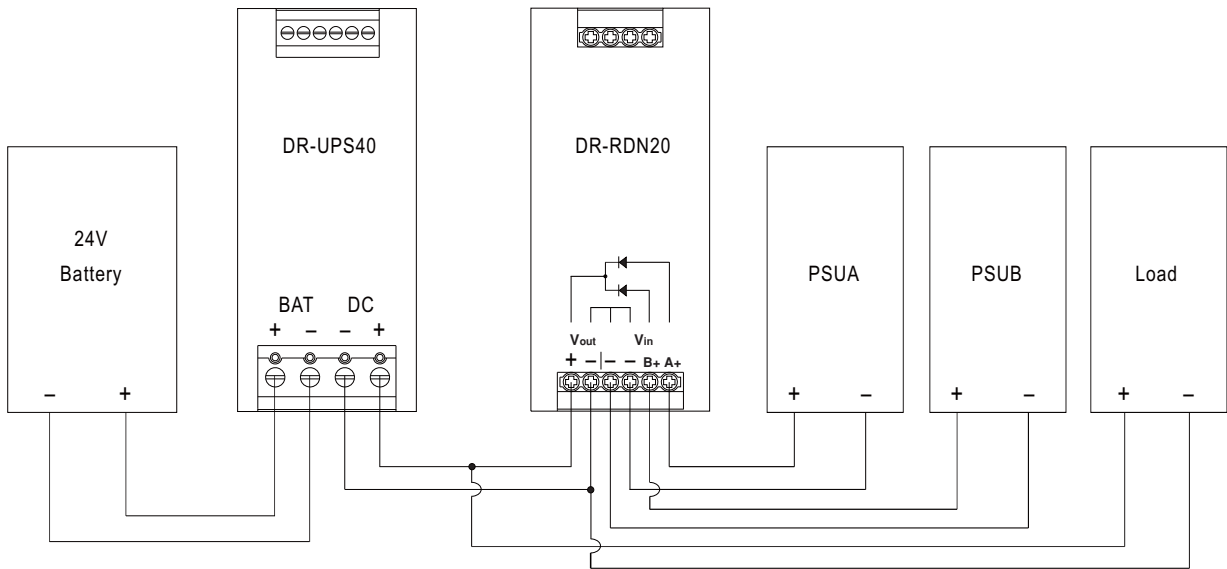 DR-UPS40
DR-RDN20
24V
Battery
PSUA
PSUB
Load
BAT DC
+ – – +
Vout Vin
+ –|– – B+ A+
– +
+ –
+ –
+ –